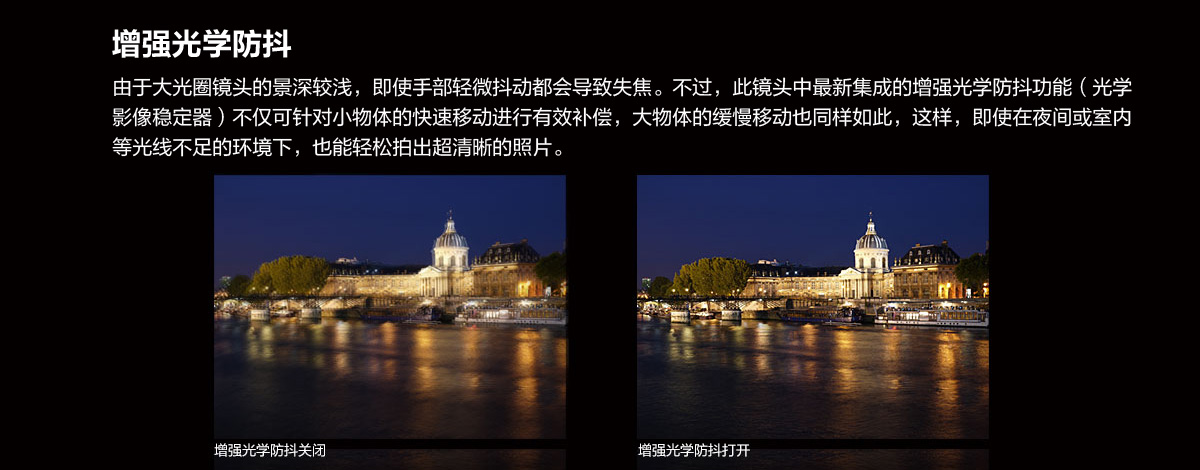 增强光学防抖
由于大光圈镜头的景深较浅，即使手部轻微抖动都会导致失焦。不过，此镜头中最新集成的增强光学防抖功能（光学
影像稳定器）不仅可针对小物体的快速移动进行有效补偿，大物体的缓慢移动也同样如此，这样，即使在夜间或室内
等光线不足的环境下，也能轻松拍出超清晰的照片。
增强光学防抖关闭
增强光学防抖打开